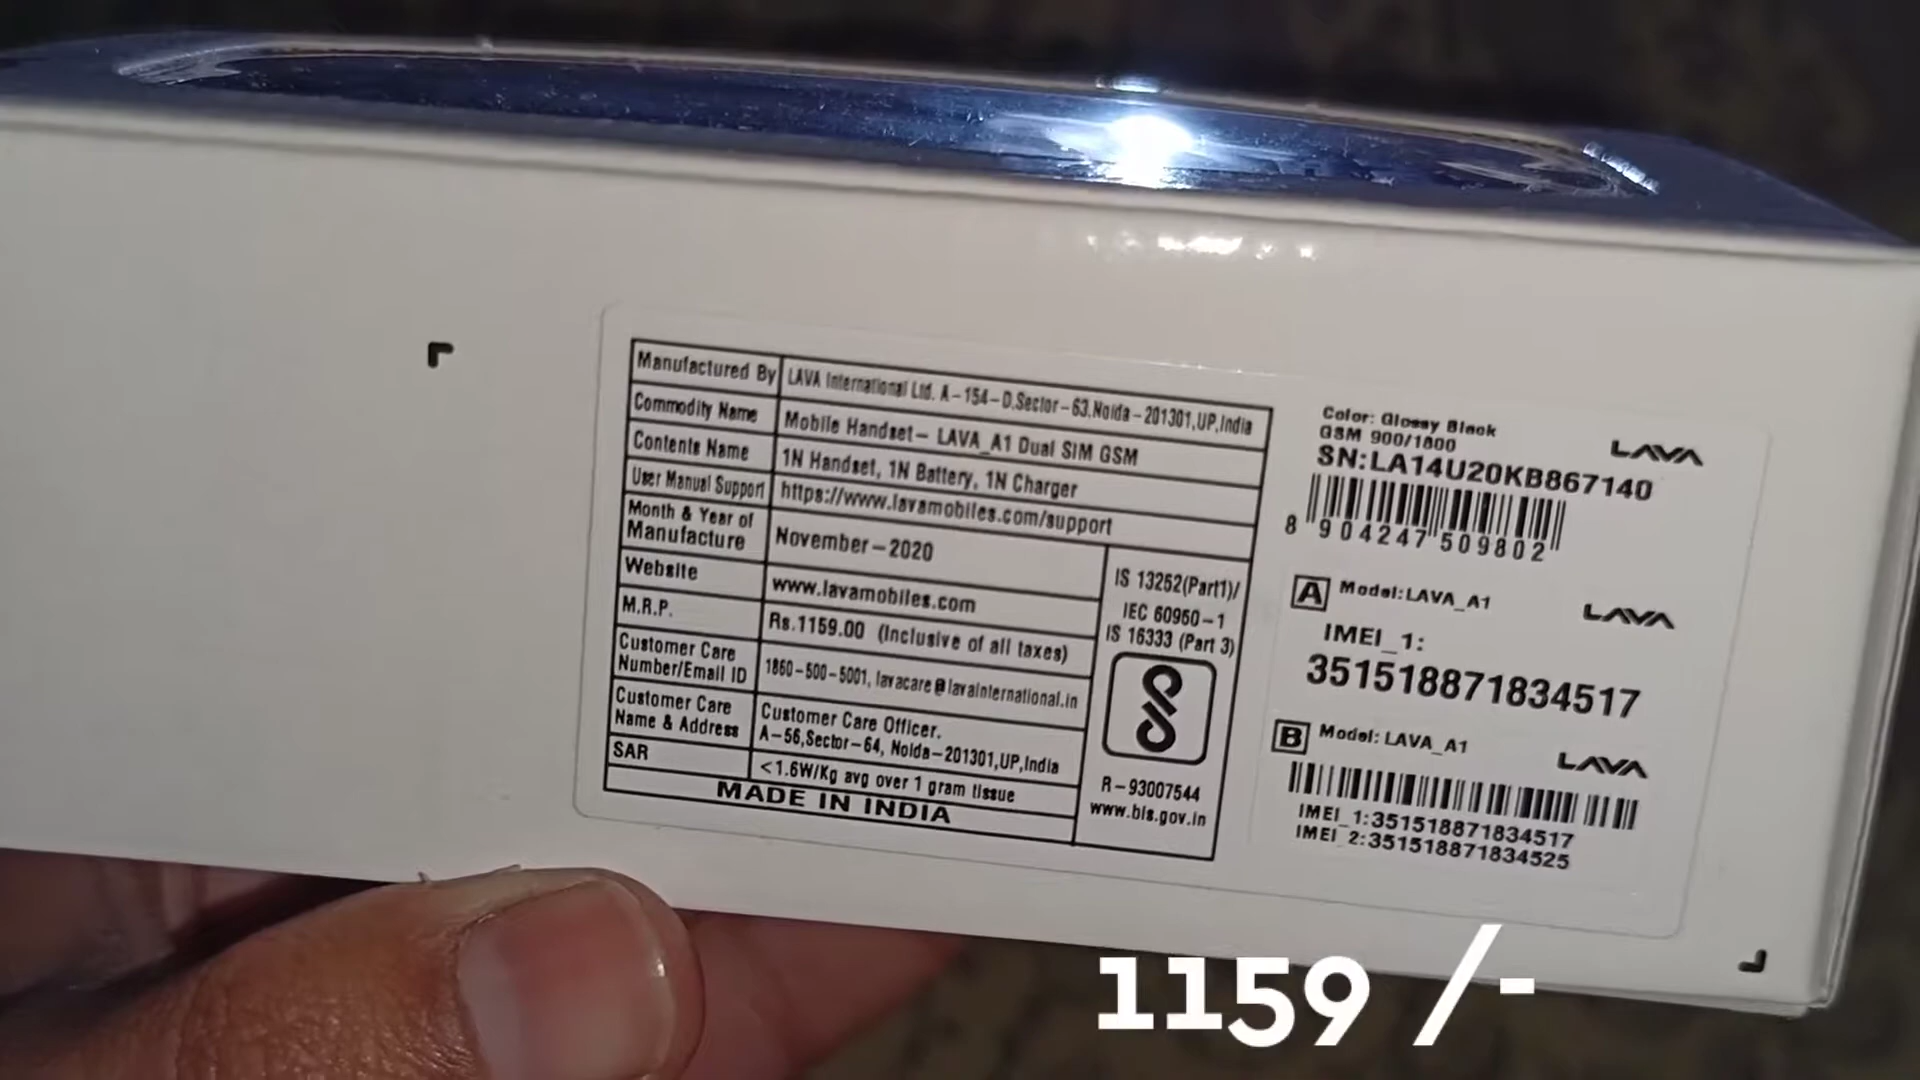 Manufactured By LAVA International Ltd. A-154-D,Sector-63,Noida-201301,UP,India
Commodity Name Mobile Handset- LAVA_A1 Dual SIM GSM
Contents Name 1N Handset, 1N Battery, 1N Charger
User Manual Support https://www.lavamobiles.com/support
Month & Year of
Manufacture November-2020
Website www.lavamobiles.com
M.R.P. Rs.1159.00 (Inclusive of all taxes)
Customer Care
Number/Email ID 1860-500-5001, lavacare@lavainternational.in
Customer Care
Name & Address Customer Care Officer.
A-56,Sector-64, Noida-201301,UP,India
SAR <1.6W/Kg avg over 1 gram tissue
MADE IN INDIA
IS 13252(Part1)/
IEC 60950-1
IS 16333 (Part 3)
R-93007544
www.bis.gov.in
Color: Glossy Black
GSM 900/1800
LAVA
SN:LA14U20KB867140
8 904247 509802
A Model:LAVA_A1
LAVA
IMEI_1:
351518871834517
B Model: LAVA_A1
LAVA
IMEI_1:351518871834517
IMEI_2:351518871834525
1159 /-